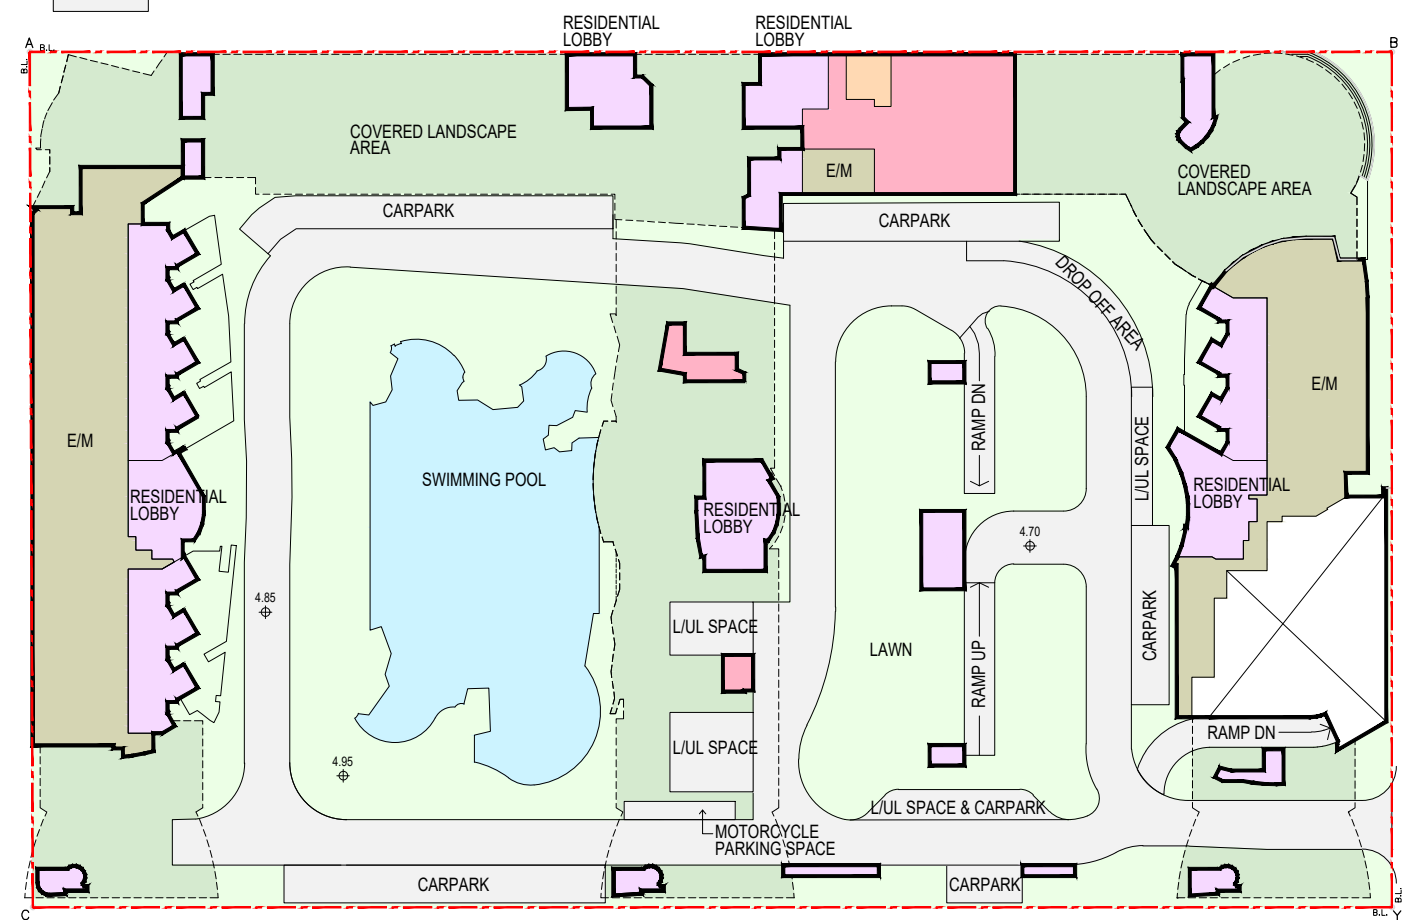 RESIDENTIAL
LOBBY
RESIDENTIAL
LOBBY
A
B.L.
B.L.
B
COVERED LANDSCAPE
AREA
E/M
COVERED
LANDSCAPE AREA
CARPARK
CARPARK
DROP OFF AREA
E/M
E/M
RAMP DN
L/UL SPACE
SWIMMING POOL
RESIDENTIAL
LOBBY
RESIDENTIAL
LOBBY
RESIDENTIAL
LOBBY
4.70
4.85
L/UL SPACE
LAWN
CARPARK
RAMP UP
L/UL SPACE
RAMP DN
4.95
L/UL SPACE & CARPARK
MOTORCYCLE
PARKING SPACE
CARPARK
CARPARK
B.L.
C
B.L.
Y